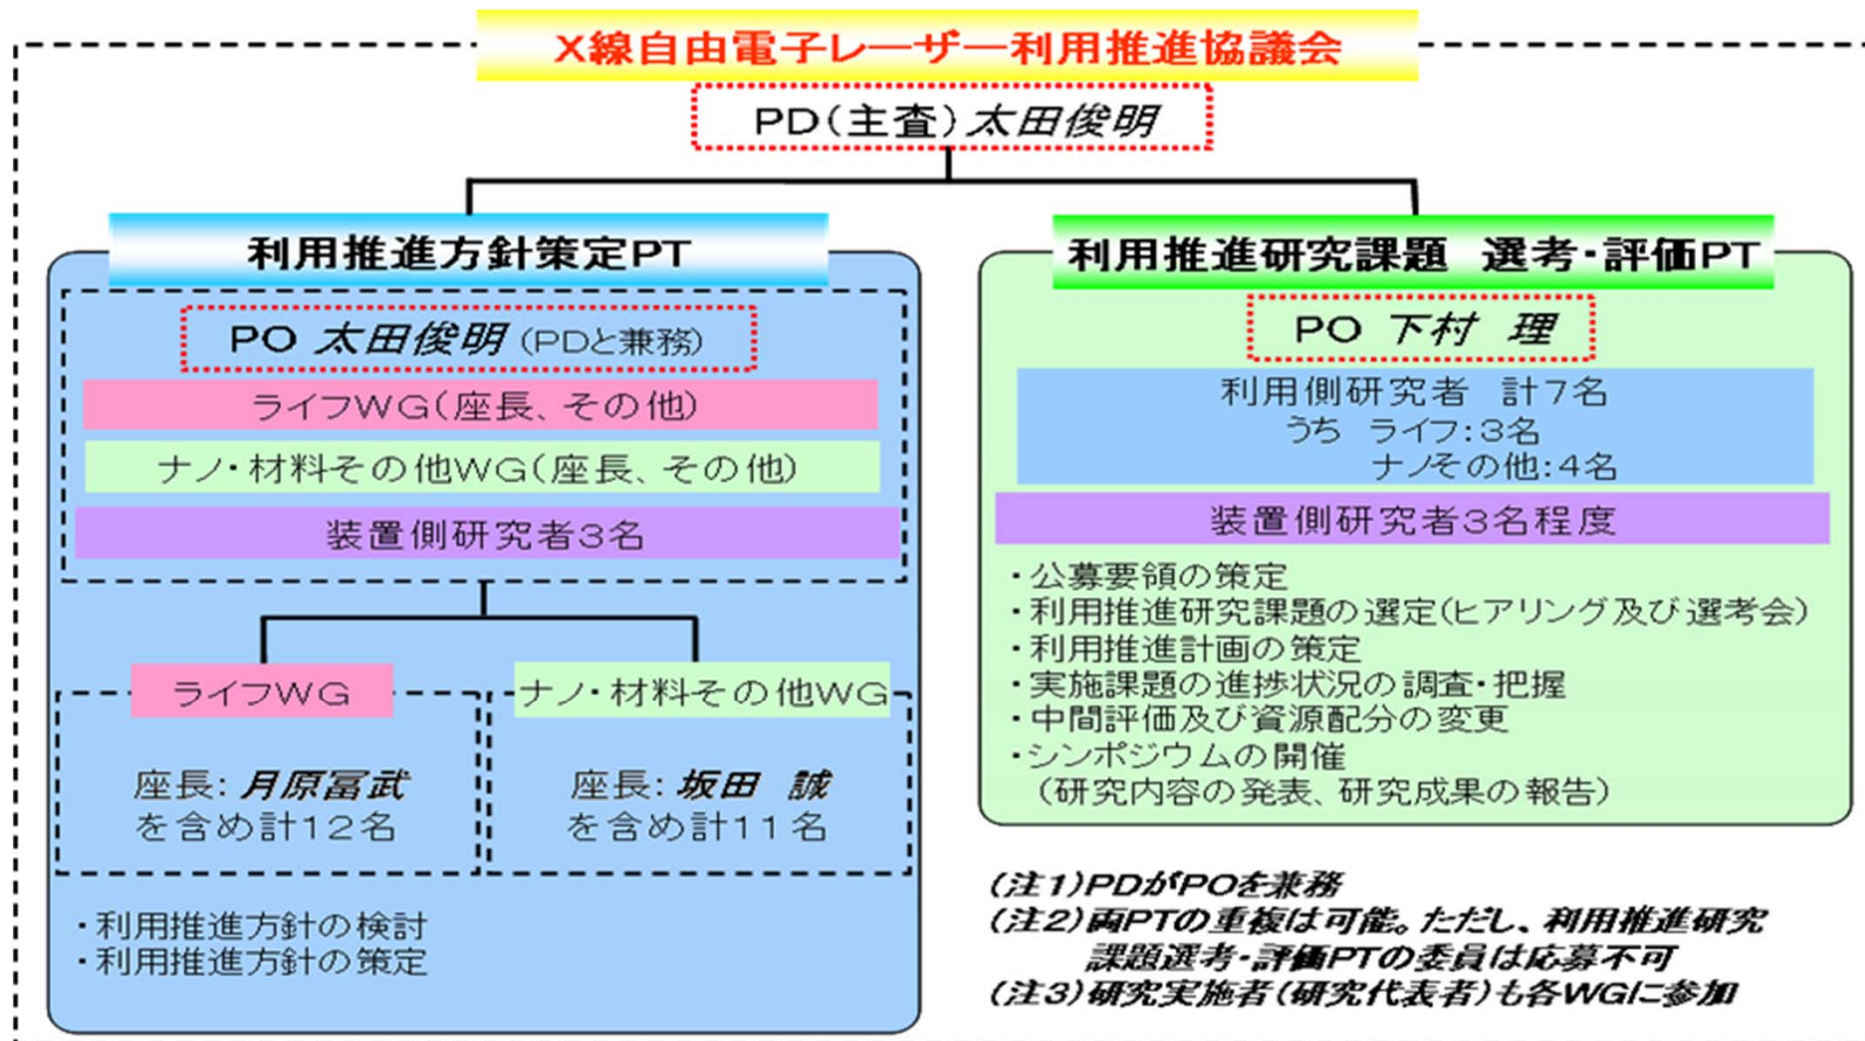 X線自由電子レーザー利用推進協議会
PD(主査)太田俊明
利用推進方針策定PT
PO 太田俊明(PDと兼務)
ライフWG(座長、その他)
ナノ・材料その他WG(座長、その他)
装置側研究者3名
ライフWG
座長:月原冨武
を含め計12名
ナノ・材料その他WG
座長:坂田 誠
を含め計11名
・利用推進方針の検討
・利用推進方針の策定
利用推進研究課題 選考・評価PT
PO 下村 理
利用側研究者 計7名
うち ライフ:3名
ナノその他:4名
装置側研究者3名程度
・公募要領の策定
・利用推進研究課題の選定(ヒアリング及び選考会)
・利用推進計画の策定
・実施課題の進捗状況の調査・把握
・中間評価及び資源配分の変更
・シンポジウムの開催
(研究内容の発表、研究成果の報告)
(注1)PDがPOを兼務
(注2)両PTの重複は可能。ただし、利用推進研究
課題選考・評価PTの委員は応募不可
(注3)研究実施者(研究代表者)も各WGに参加